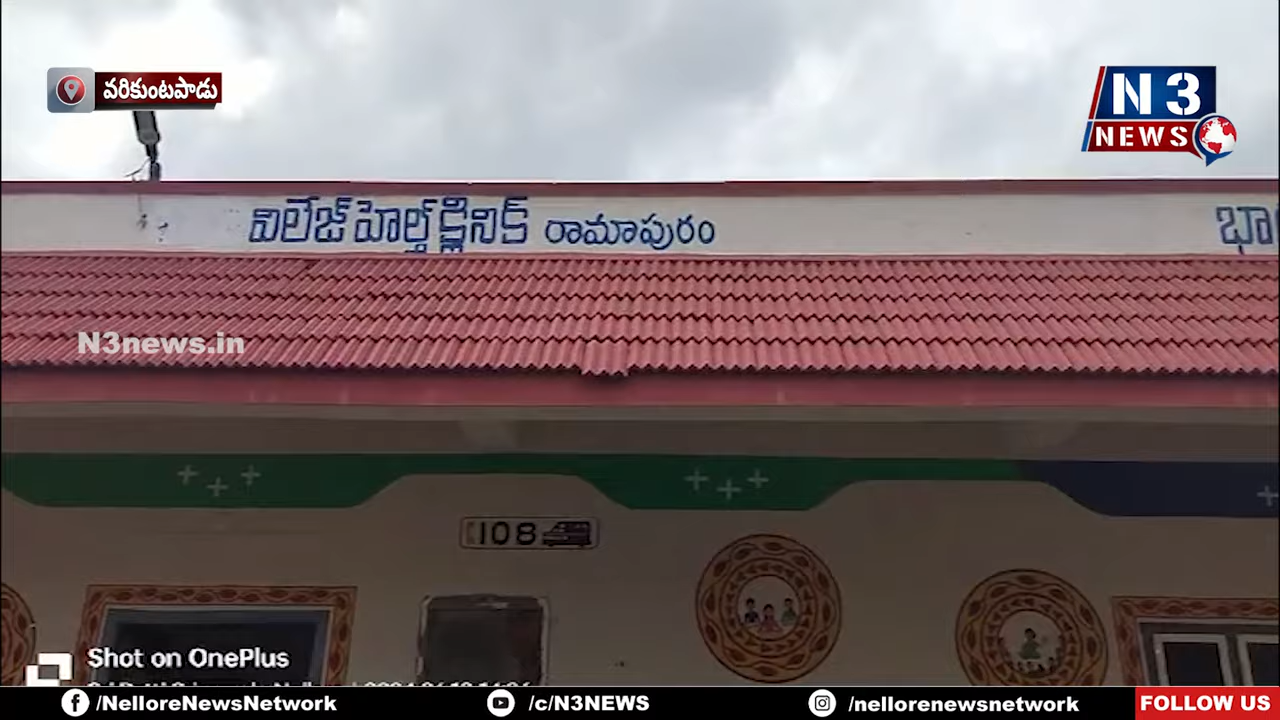 వరికుంటపాడు
N3
NEWS
విలేజ్ హెల్త్ క్లినిక్ రామాపురం
భా
N3news.in
108
Shot on OnePlus
/NelloreNewsNetwork
/c/N3NEWS
/nellorenewsnetwork
FOLLOW US